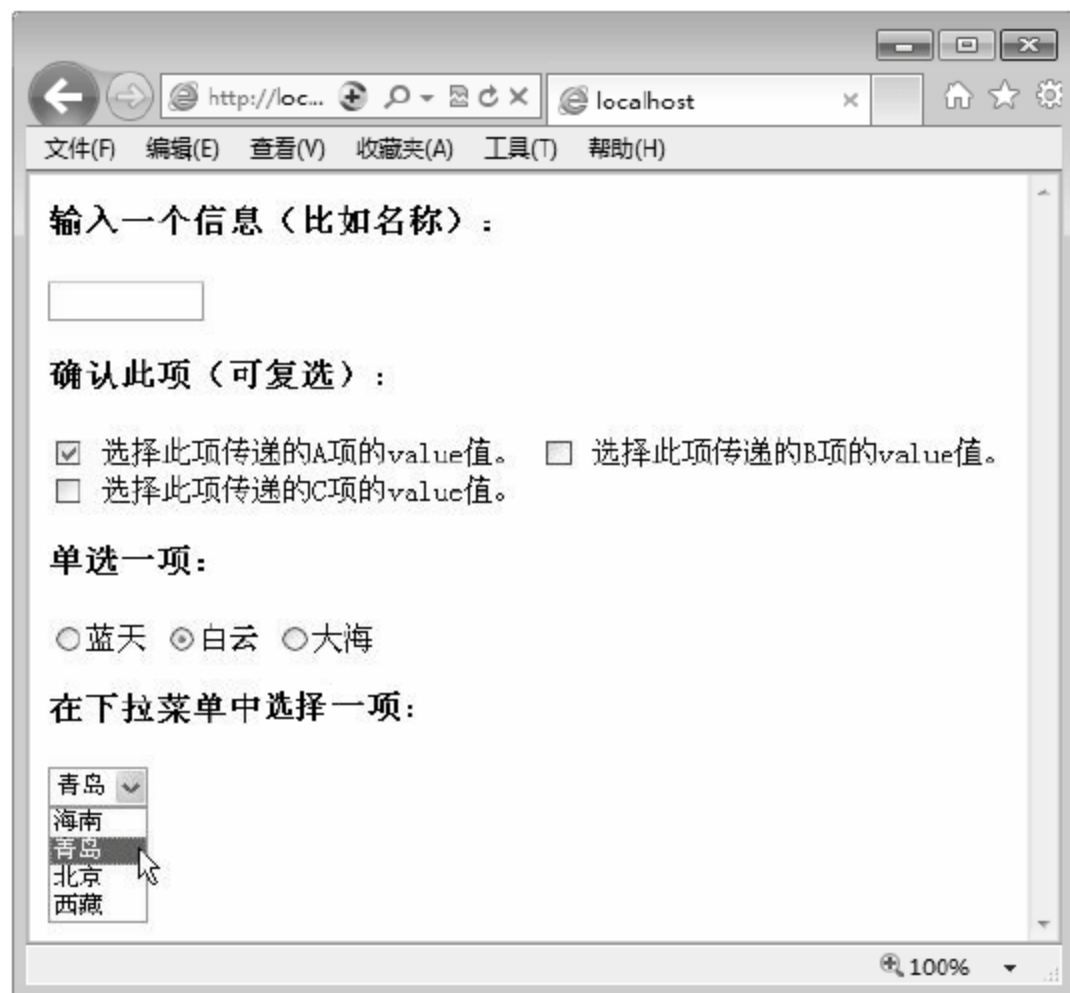 http://loc...
localhost
文件(F) 编辑(E) 查看(V) 收藏夹(A) 工具(T) 帮助(H)
输入一个信息（比如名称）：
确认此项（可复选）：
选择此项传递的A项的value值。 选择此项传递的B项的value值。
选择此项传递的C项的value值。
单选一项：
蓝天 白云 大海
在下拉菜单中选择一项：
青岛
海南
青岛
北京
西藏
100%